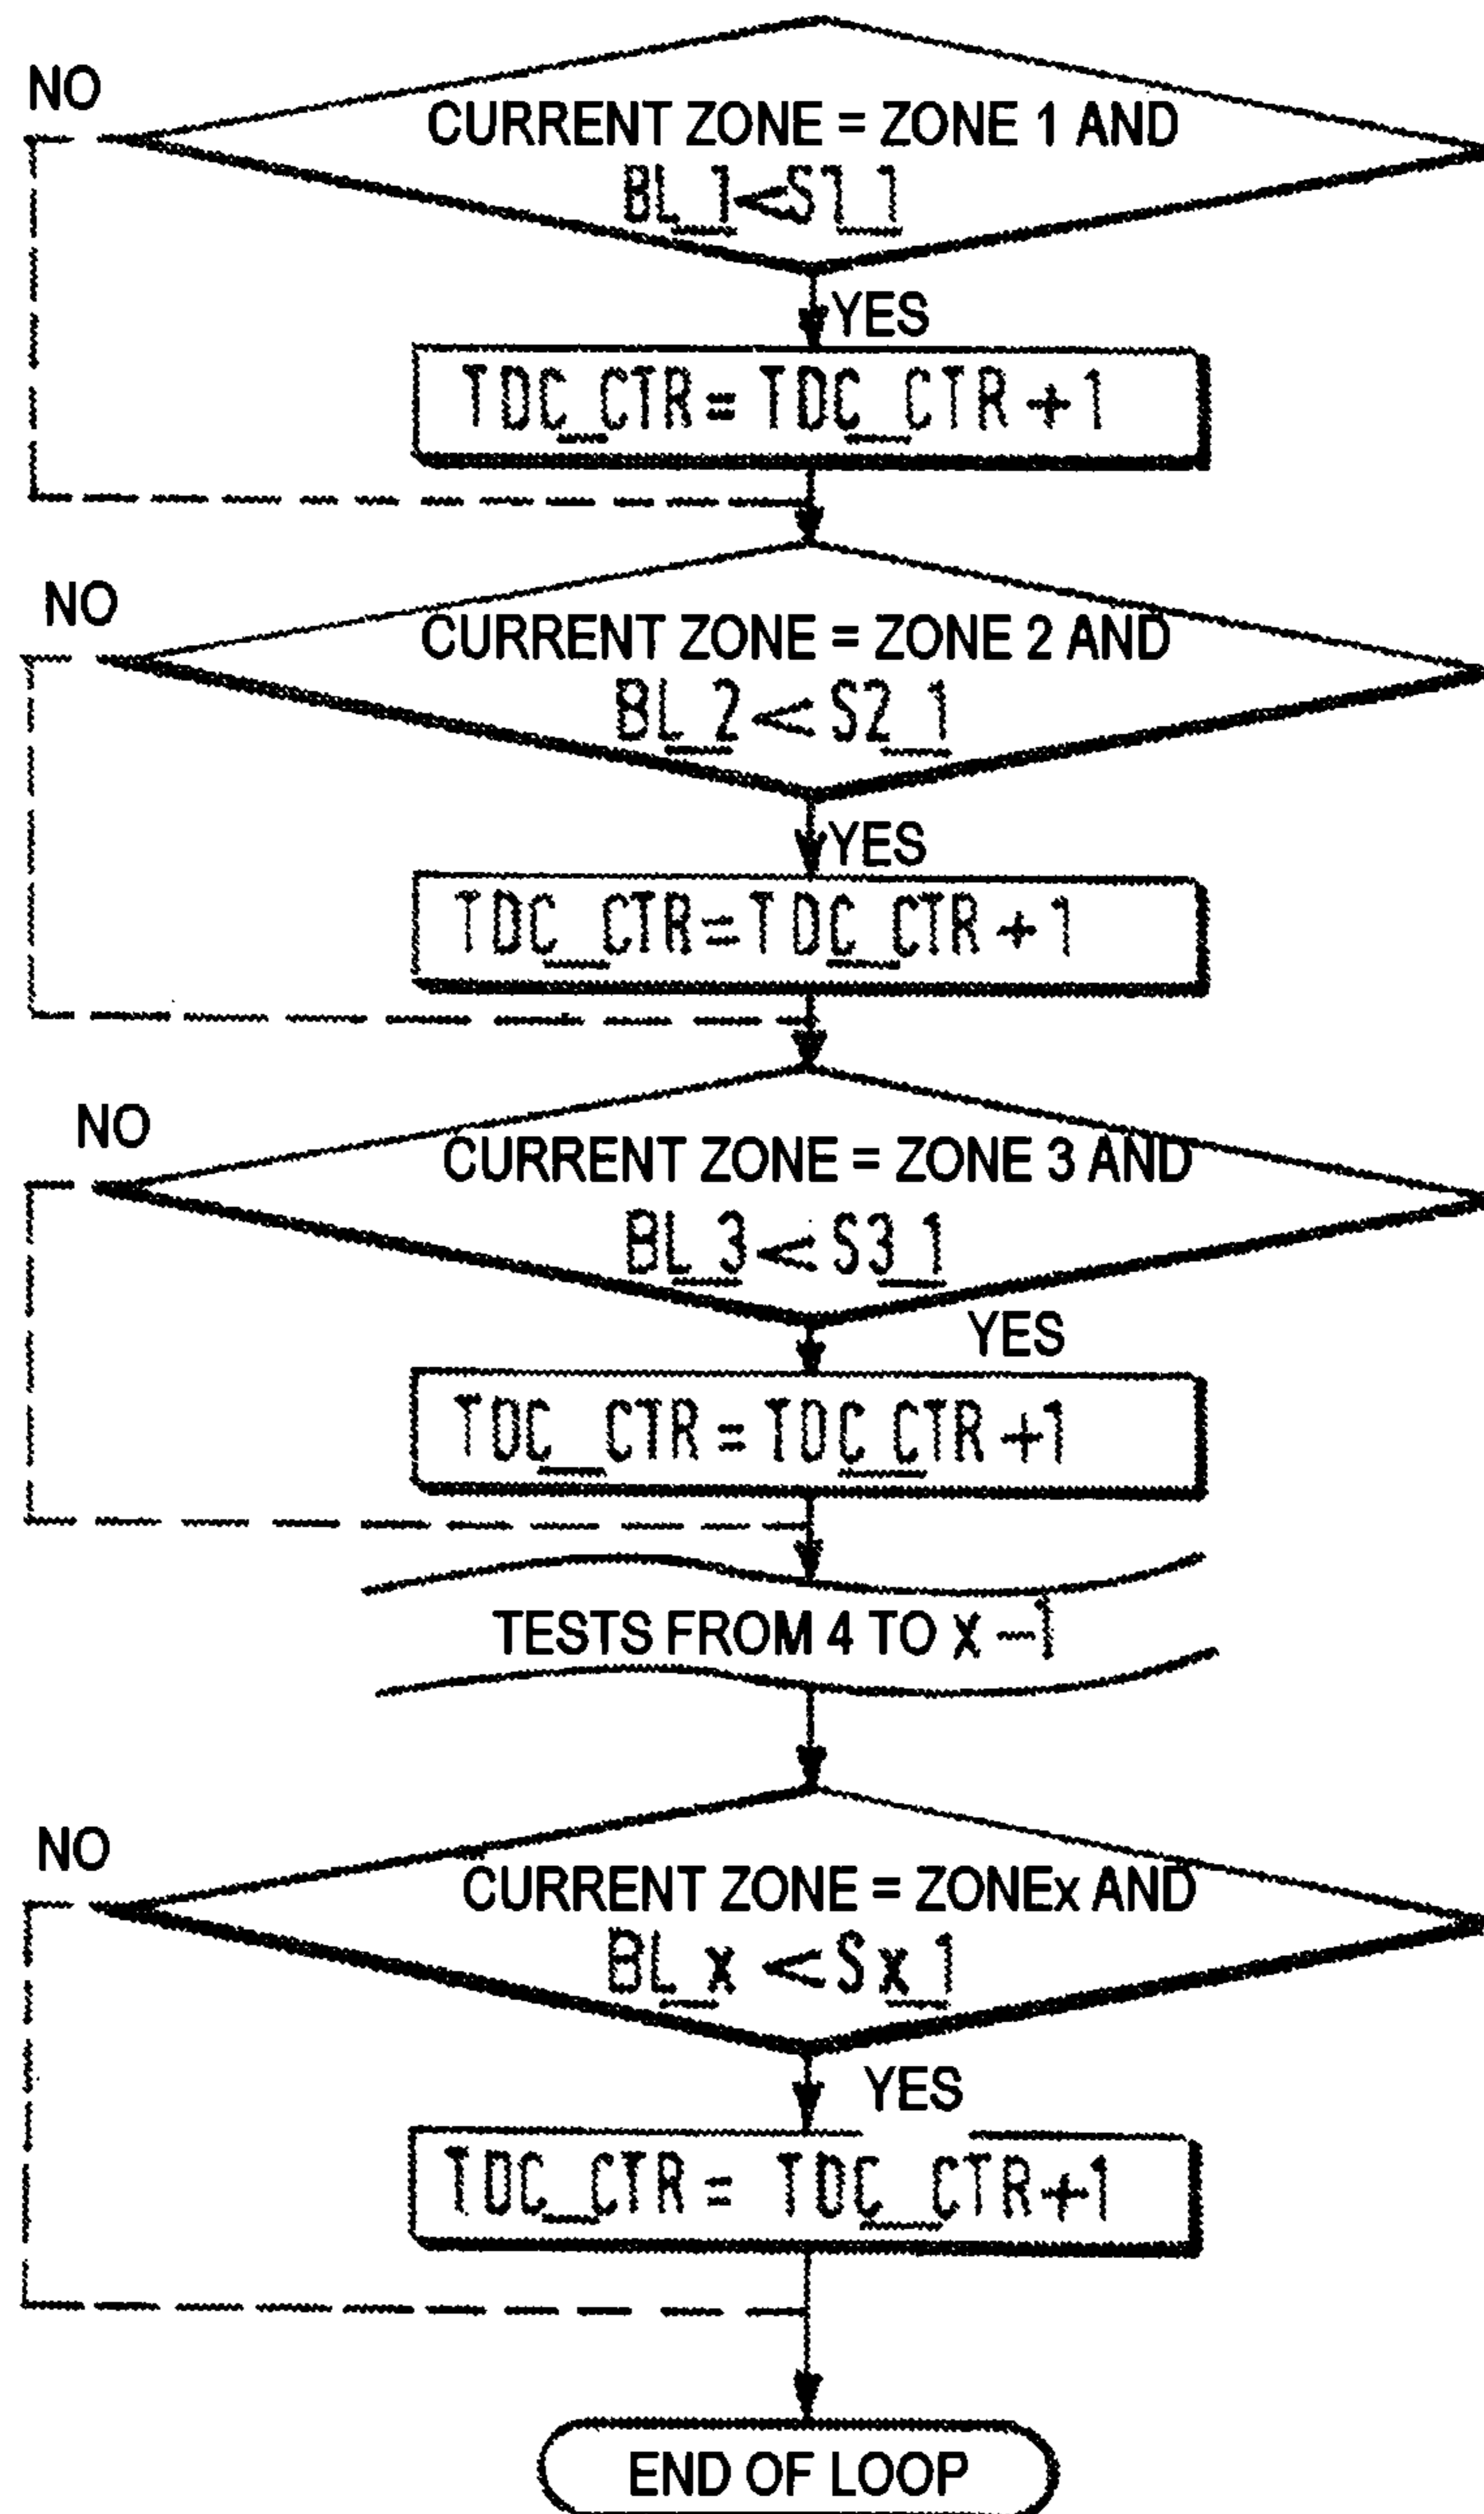 NO
CURRENT ZONE = ZONE 1 AND
BL_1<S1_1
YES
TDC_CTR= TDC_CTR+1
NO
CURRENT ZONE = ZONE 2 AND
BL_2< S2_1
YES
TDC_CTR=TDC_CTR+1
NO
CURRENT ZONE = ZONE 3 AND
BL_3< S3_1
YES
TDC_CTR=TDC_CTR+1
TESTS FROM 4 TO x -1
NO
CURRENT ZONE = ZONEx AND
BL_x <Sx_1
YES
TDC_CTR= TDC_CTR+1
END OF LOOP